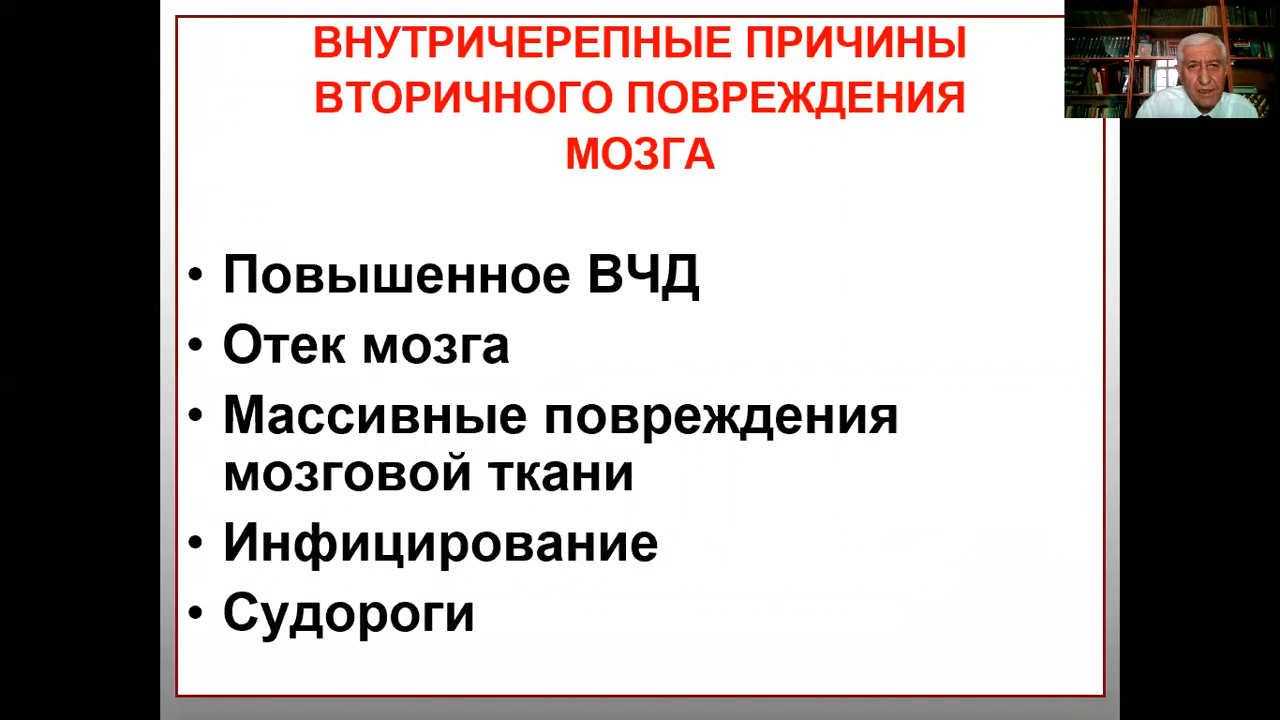 ВНУТРИЧЕРЕПНЫЕ ПРИЧИНЫ
ВТОРИЧНОГО ПОВРЕЖДЕНИЯ
МОЗГА
• Повышенное ВЧД
• Отек мозга
• Массивные повреждения
мозговой ткани
• Инфицирование
• Судороги